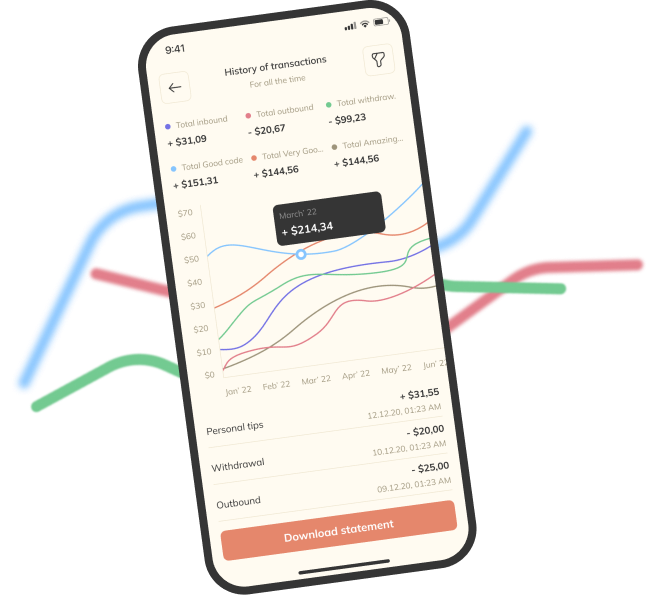 9:41
History of transactions
For all the time
Total inbound
+ $31,09
Total outbound
- $20,67
Total withdraw.
- $99,23
Total Good code
+ $151,31
Total Very Goo...
+ $144,56
Total Amazing...
+ $144,56
March' 22
+ $214,34
$70
$60
$50
$40
$30
$20
$10
$0
Jan' 22 Feb' 22 Mar' 22 Apr' 22 May' 22 Jun' 22
Personal tips
+ $31,55
12.12.20, 01:23 AM
Withdrawal
- $20,00
10.12.20, 01:23 AM
Outbound
- $25,00
09.12.20, 01:23 AM
Download statement